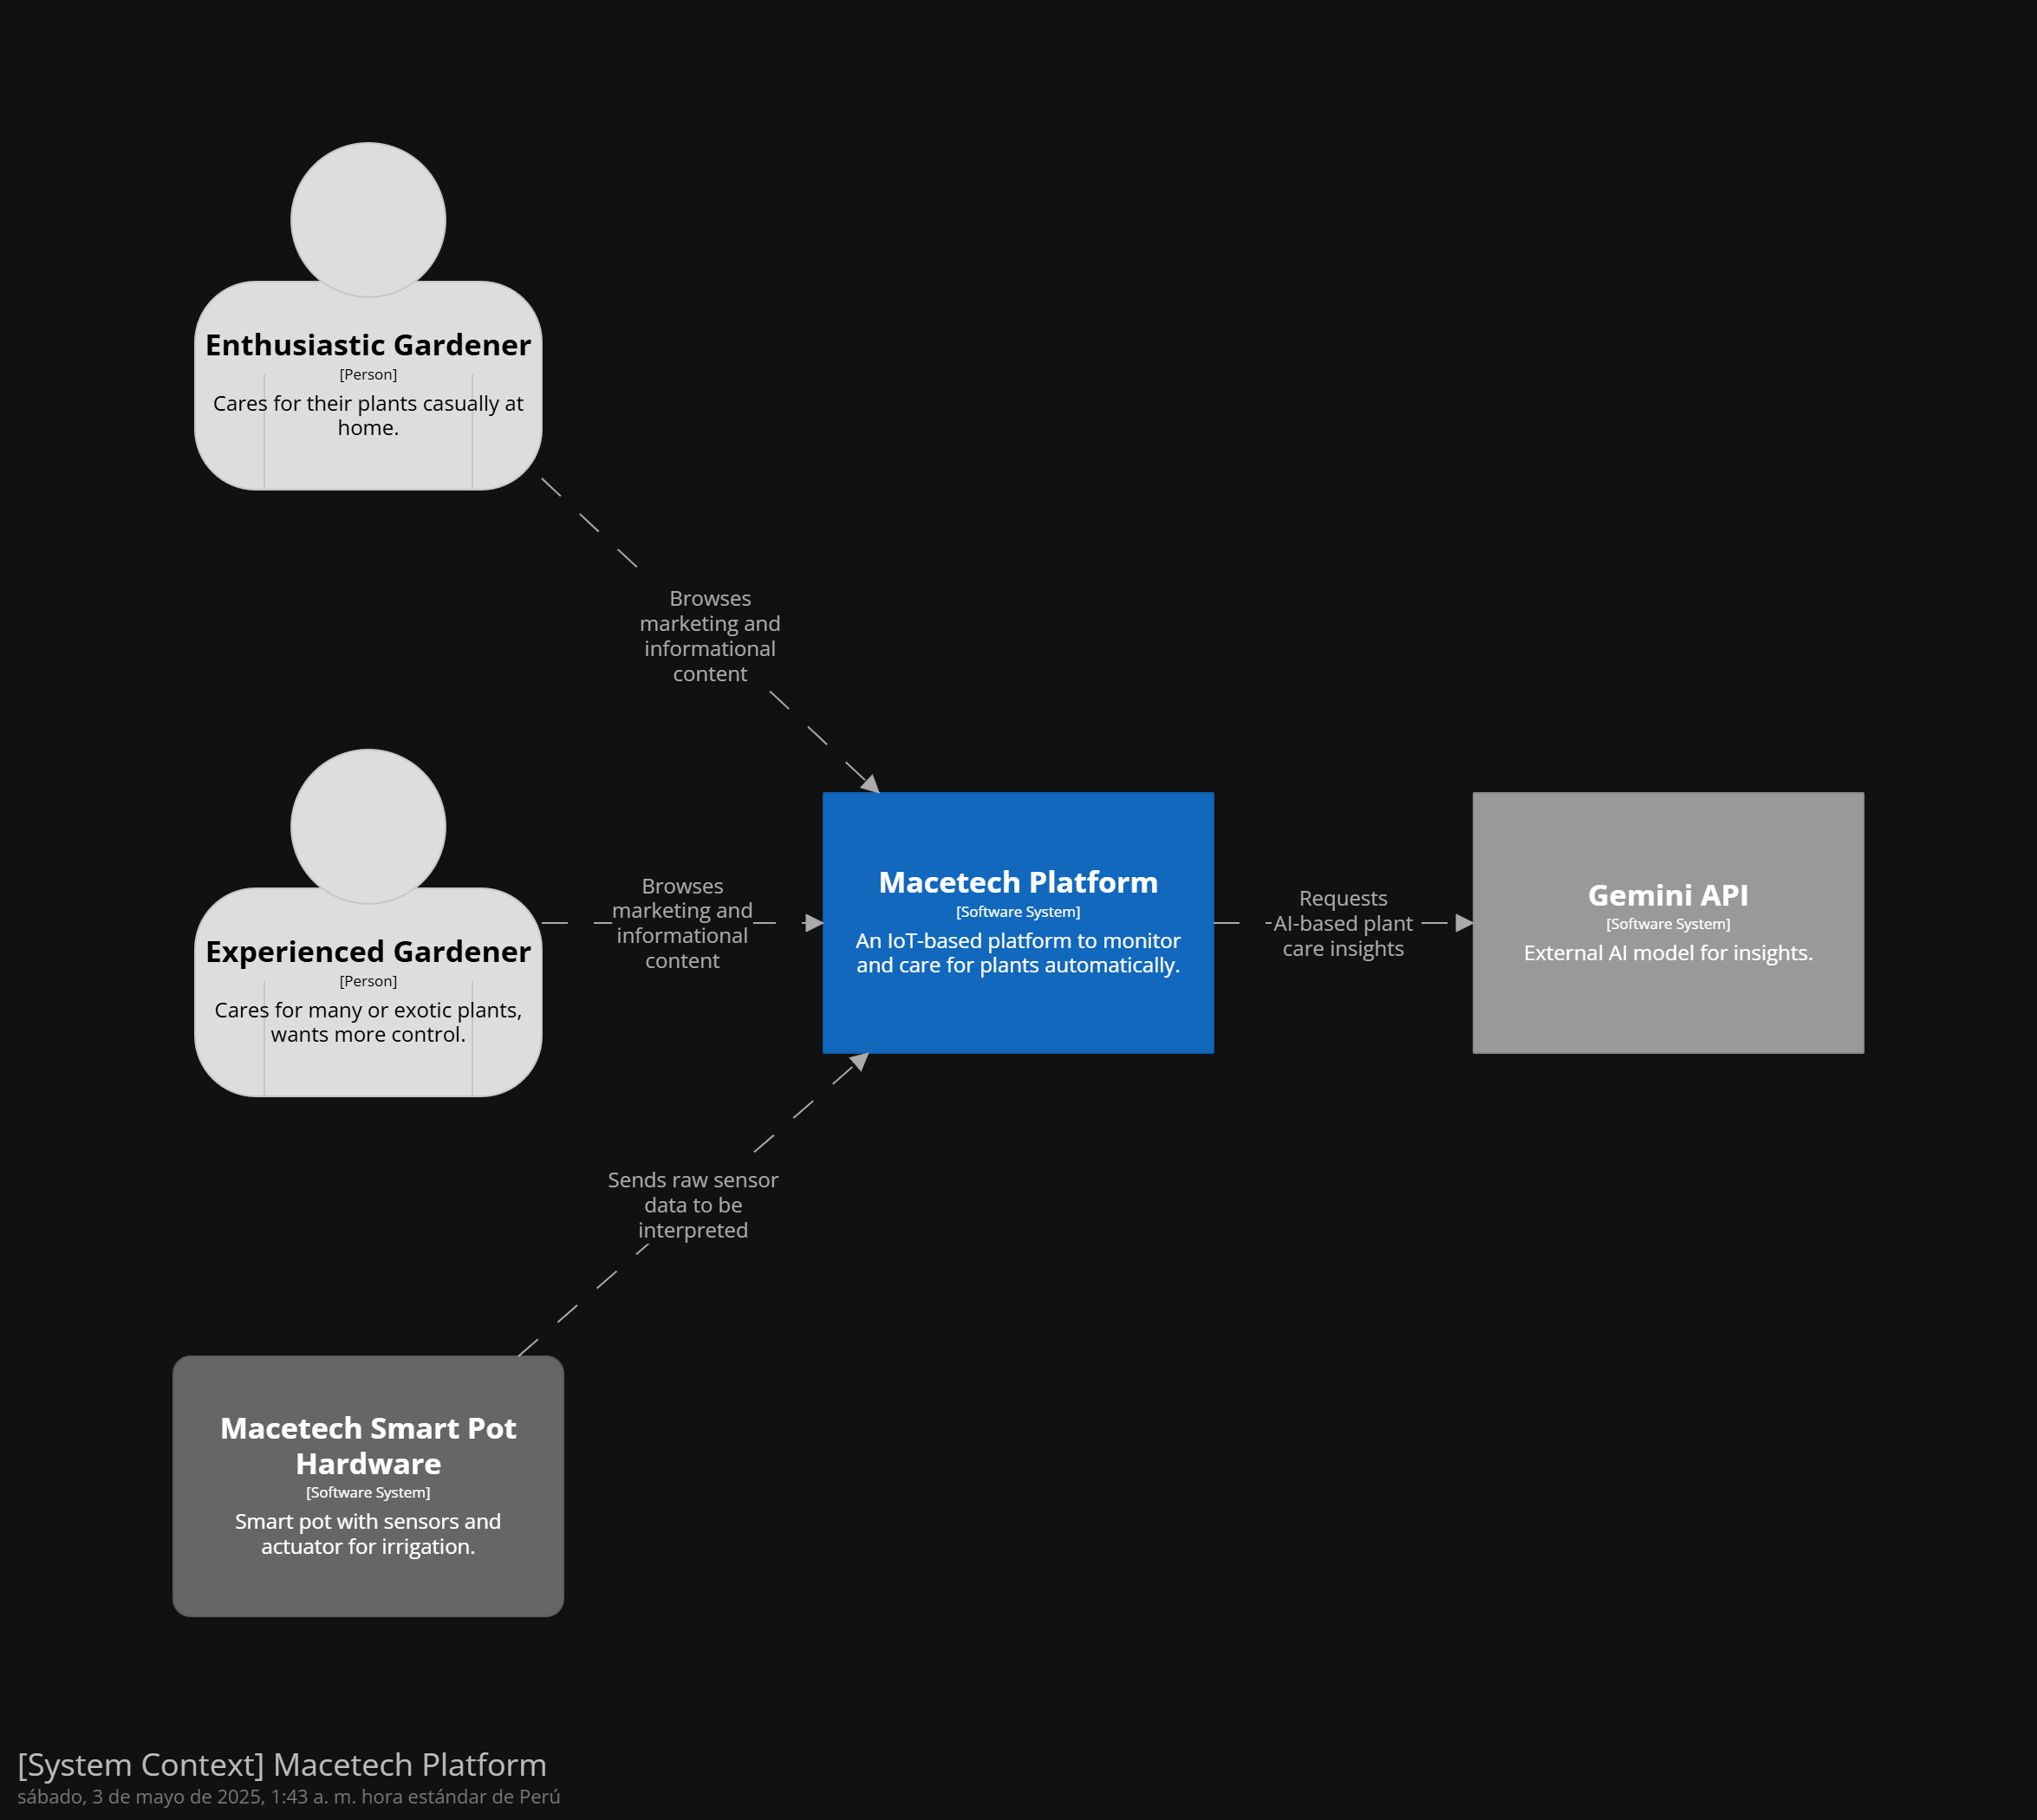 Enthusiastic Gardener
[Person]
Cares for their plants casually at
home.
Browses
marketing and
informational
content
Experienced Gardener
[Person]
Cares for many or exotic plants,
wants more control.
Browses
marketing and
informational
content
Macetech Platform
[Software System]
An IoT-based platform to monitor
and care for plants automatically.
Requests
AI-based plant
care insights
Gemini API
[Software System]
External AI model for insights.
Sends raw sensor
data to be
interpreted
Macetech Smart Pot
Hardware
[Software System]
Smart pot with sensors and
actuator for irrigation.
[System Context] Macetech Platform
sábado, 3 de mayo de 2025, 1:43 a. m. hora estándar de Perú